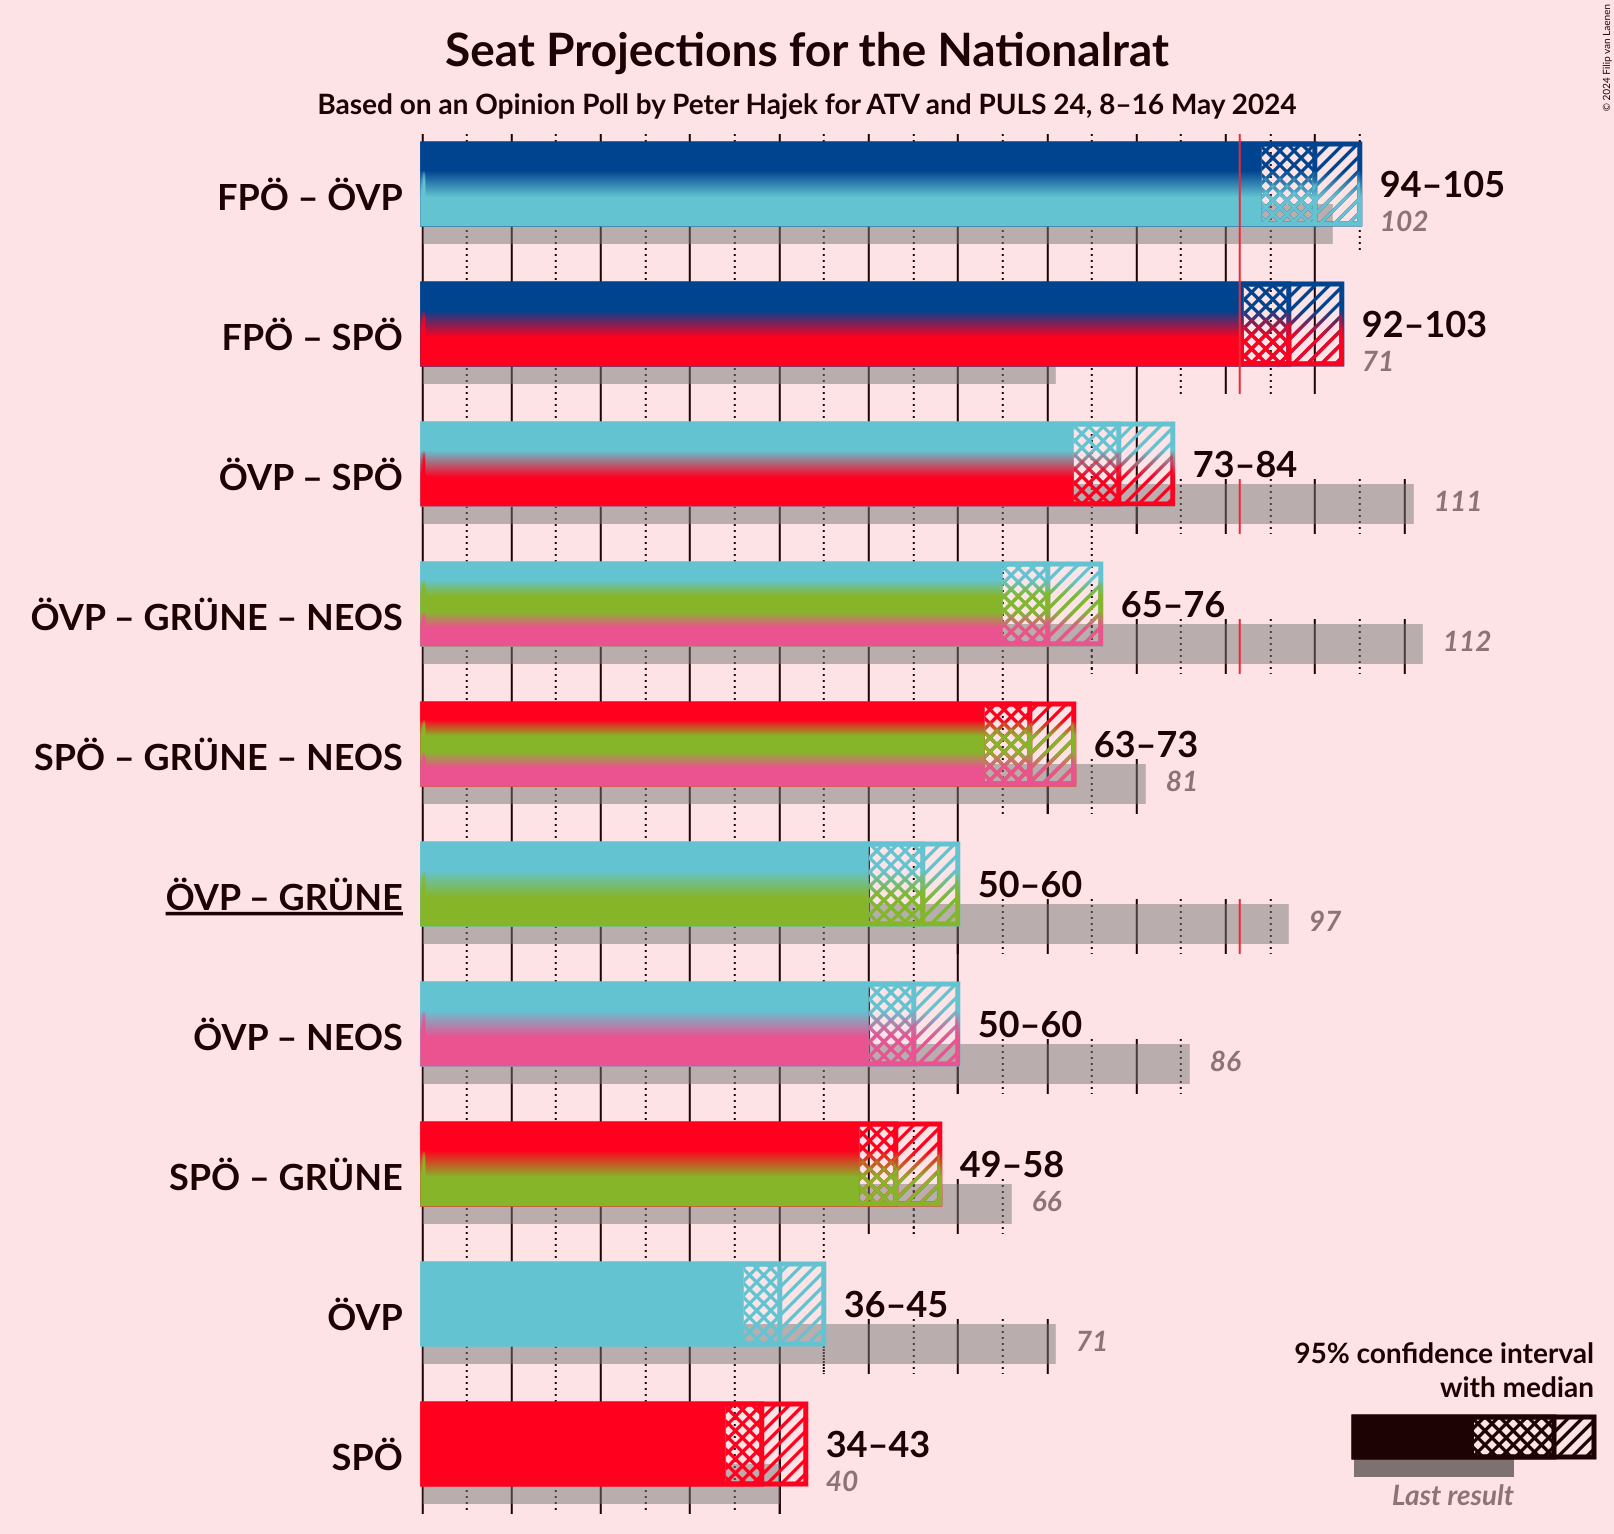 Seat Projections for the Nationalrat
Based on an Opinion Poll by Peter Hajek for ATV and PULS 24, 8–16 May 2024
© 2024 Filip van Laenen
FPÖ – ÖVP
94–105
102
FPÖ – SPÖ
92–103
71
ÖVP – SPÖ
73–84
111
ÖVP – GRÜNE – NEOS
65–76
112
SPÖ – GRÜNE – NEOS
63–73
81
ÖVP – GRÜNE
50–60
97
ÖVP – NEOS
50–60
86
SPÖ – GRÜNE
49–58
66
ÖVP
36–45
71
SPÖ
34–43
40
95% confidence interval
with median
Last result